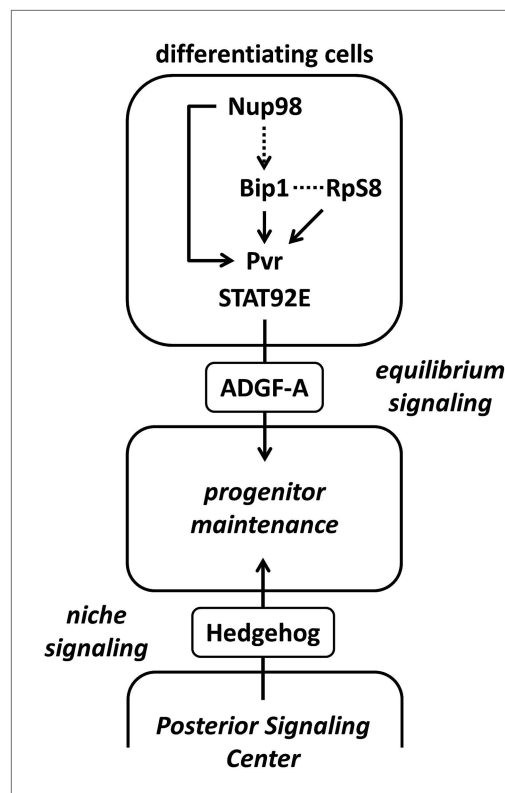 differentiating cells
Nup98
Bip1 RpS8
Pvr
STAT92E
ADGF-A
equilibrium
signaling
progenitor
maintenance
niche
signaling
Hedgehog
Posterior Signaling
Center